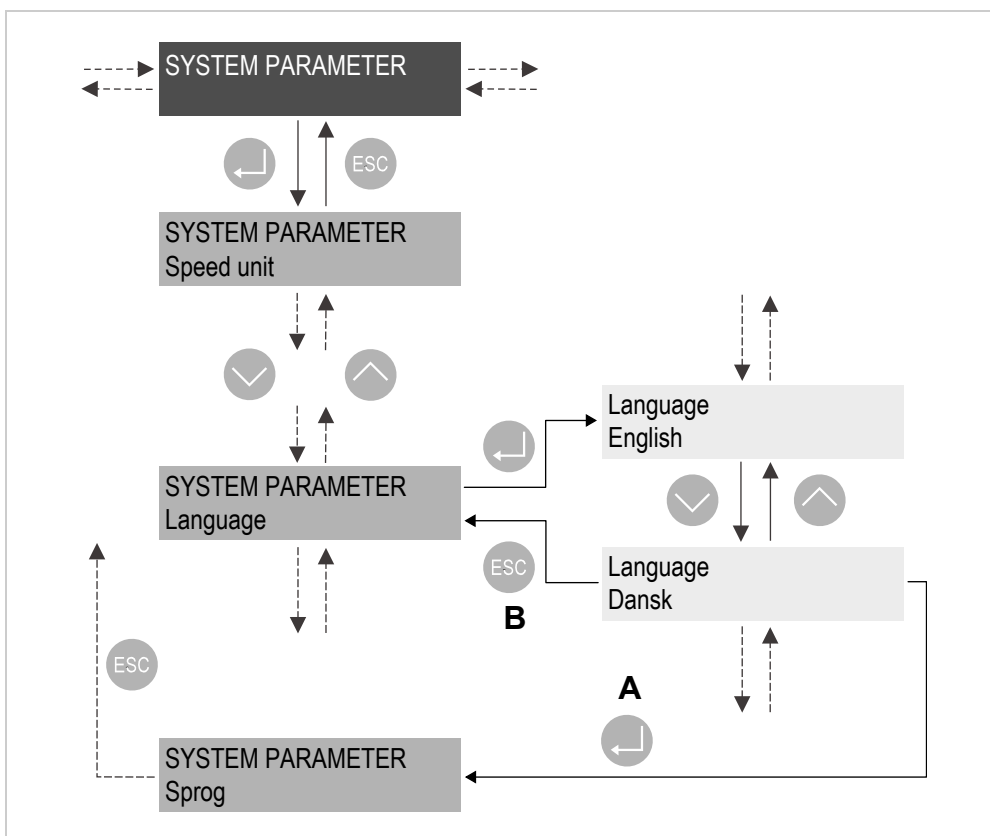 SYSTEM PARAMETER
ESC
SYSTEM PARAMETER
Speed unit
Language
English
SYSTEM PARAMETER
Language
ESC
B
Language
Dansk
ESC
A
SYSTEM PARAMETER
Sprog